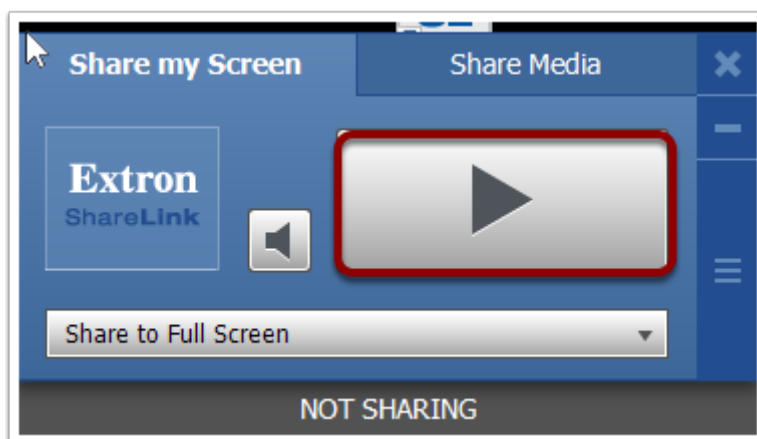 Share my Screen
Share Media
Extron
ShareLink
Share to Full Screen
NOT SHARING